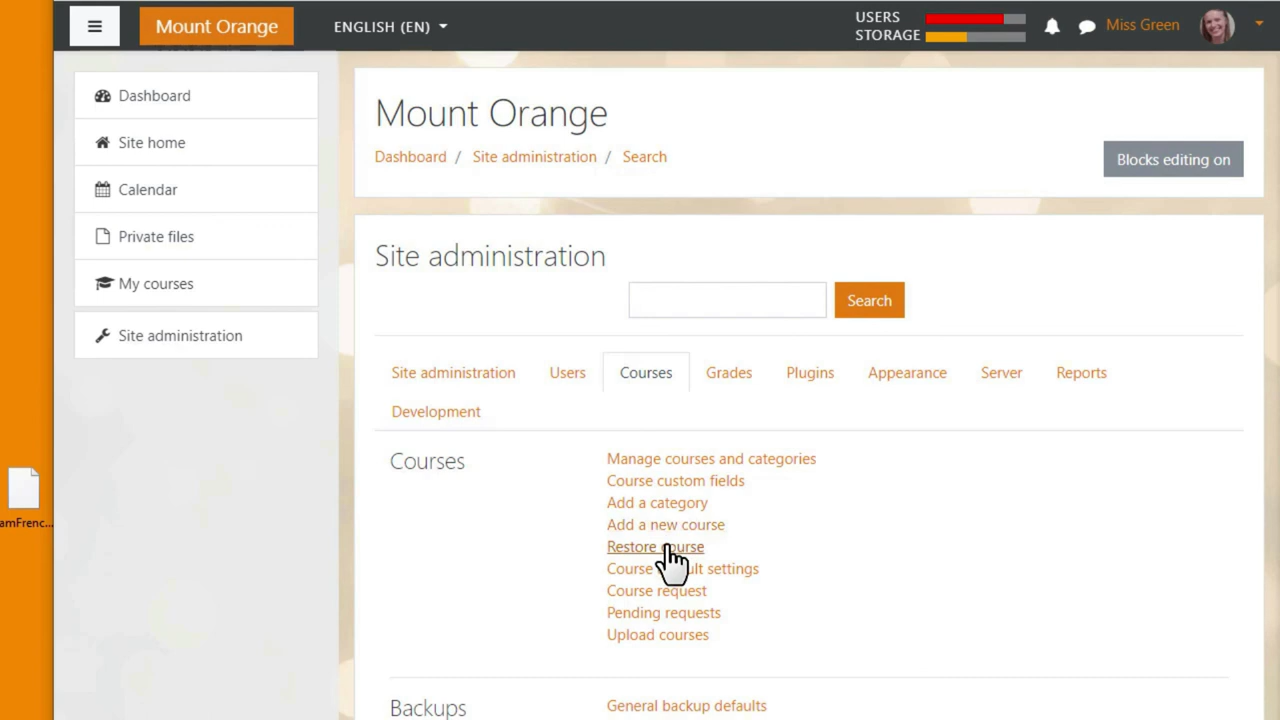 Mount Orange
ENGLISH (EN)
USERS
STORAGE
Miss Green
Dashboard
Site home
Calendar
Private files
My courses
Site administration
Mount Orange
Dashboard / Site administration / Search
Blocks editing on
Site administration
Search
Site administration Users Courses Grades Plugins Appearance Server Reports
Development
Courses
Manage courses and categories
Course custom fields
Add a category
Add a new course
Restore course
Course ult settings
Course request
Pending requests
Upload courses
Backups
General backup defaults
amFrenc...